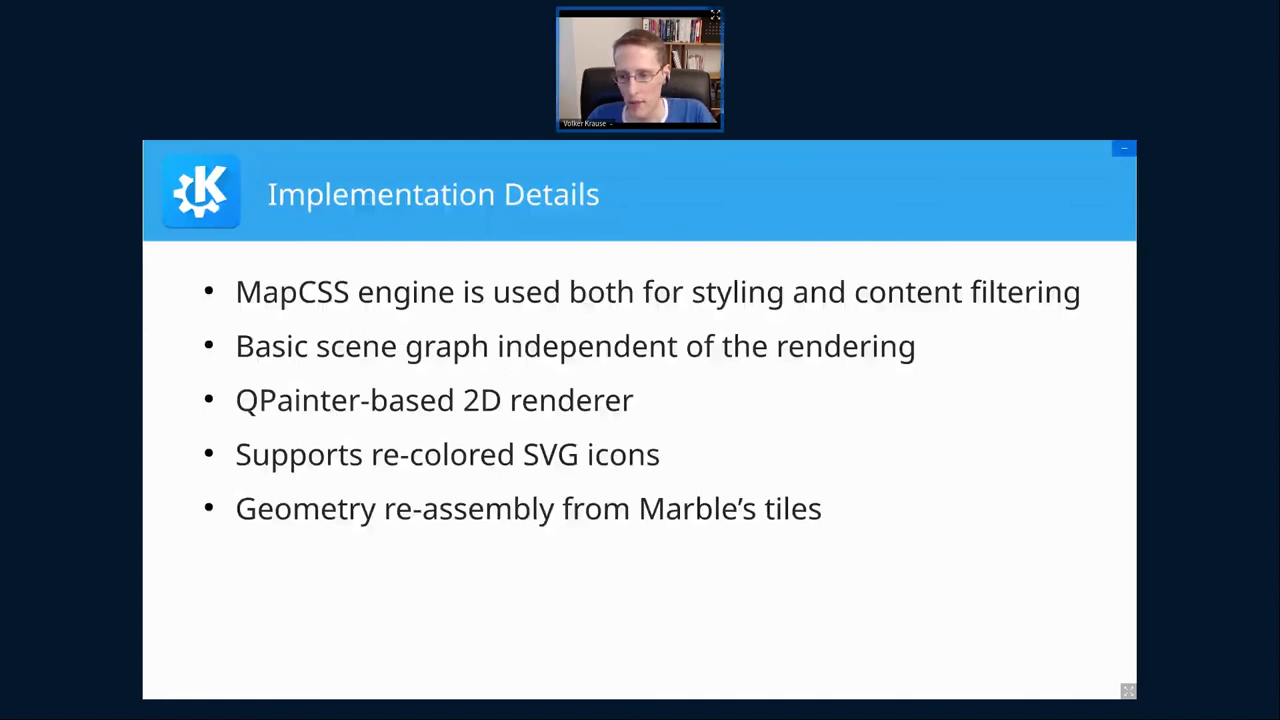 Volker Krause
Implementation Details
• MapCSS engine is used both for styling and content filtering
• Basic scene graph independent of the rendering
• QPainter-based 2D renderer
• Supports re-colored SVG icons
• Geometry re-assembly from Marble’s tiles